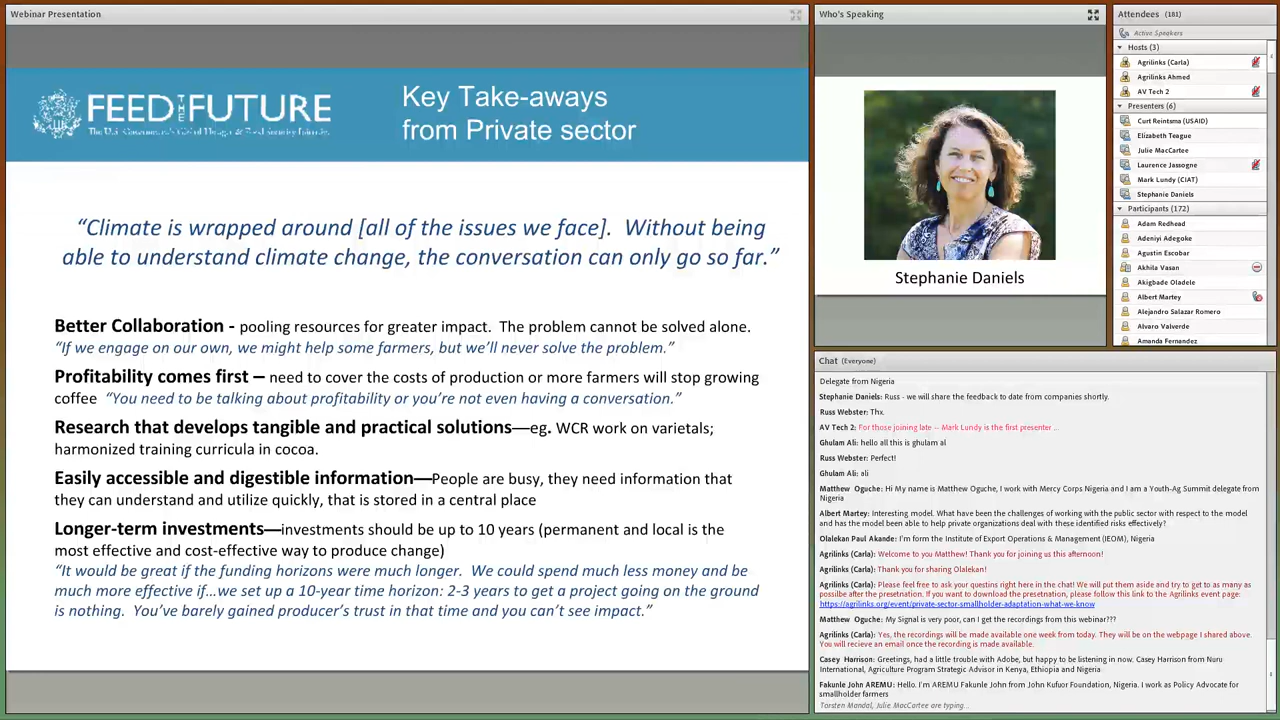 Webinar Presentation
FEED THE FUTURE
The U.S. Government's Global Hunger & Food Security Initiative
Key Take-aways
from Private sector
“Climate is wrapped around [all of the issues we face].  Without being
able to understand climate change, the conversation can only go so far.”
Better Collaboration - pooling resources for greater impact.  The problem cannot be solved alone.
“If we engage on our own, we might help some farmers, but we’ll never solve the problem.”
Profitability comes first – need to cover the costs of production or more farmers will stop growing
coffee  “You need to be talking about profitability or you’re not even having a conversation.”
Research that develops tangible and practical solutions—eg. WCR work on varietals;
harmonized training curricula in cocoa.
Easily accessible and digestible information—People are busy, they need information that
they can understand and utilize quickly, that is stored in a central place
Longer-term investments—investments should be up to 10 years (permanent and local is the
most effective and cost-effective way to produce change)
“It would be great if the funding horizons were much longer.  We could spend much less money and be
much more effective if…we set up a 10-year time horizon: 2-3 years to get a project going on the ground
is nothing.  You’ve barely gained producer’s trust in that time and you can’t see impact.”
Who's Speaking
Stephanie Daniels
Attendees (181)
Active Speakers
Hosts (3)
Agrilinks (Carla)
Agrilinks Ahmed
AV Tech 2
Presenters (6)
Curt Reintsma (USAID)
Elizabeth Teague
Julie MacCartee
Laurence Jassogne
Mark Lundy (CIAT)
Stephanie Daniels
Participants (172)
Adam Redhead
Adeniyi Adegoke
Agustin Escobar
Akhila Vasan
Akigbade Oladele
Albert Martey
Alejandro Salazar Romero
Alvaro Valverde
Amanda Fernandez
Chat (Everyone)
Delegate from Nigeria
Stephanie Daniels: Russ - we will share the feedback to date from companies shortly.
Russ Webster: Thx.
AV Tech 2: For those joining late -- Mark Lundy is the first presenter ...
Ghulam Ali: hello all this is ghulam al
Russ Webster: Perfect!
Ghulam Ali: ali
Matthew Oguche: Hi My name is Matthew Oguche, I work with Mercy Corps Nigeria and I am a Youth-Ag Summit delegate from
Nigeria
Albert Martey: Interesting model. What have been the challenges of working with the public sector with respect to the model
and has the model been able to help private organizations deal with these identified risks effectively?
Olalekan Paul Akande: I'm form the Institute of Export Operations & Management (IEOM), Nigeria
Agrilinks (Carla): Welcome to you Matthew! Thank you for joining us this afternoon!
Agrilinks (Carla): Thank you for sharing Olalekan!
Agrilinks (Carla): Please feel free to ask your questins right here in the chat! We will put them aside and try to get to as many as
possilbe after the presetnation. If you want to download the presetnation, please follow this link to the Agrilinks event page:
https://agrilinks.org/event/private-sector-smallholder-adaptation-what-we-know
Matthew Oguche: My Signal is very poor, can I get the recordings from this webinar???
Agrilinks (Carla): Yes, the recordings will be made available one week from today. They will be on the webpage I shared above.
You will recieve an email once the recording is made available.
Casey Harrison: Greetings, had a little trouble with Adobe, but happy to be listening in now. Casey Harrison from Nuru
International, Agriculture Program Strategic Advisor in Kenya, Ethiopia and Nigeria
Fakunle John AREMU: Hello. I'm AREMU Fakunle John from John Kufuor Foundation, Nigeria. I work as Policy Advocate for
smallholder farmers
Torsten Mandal, Julie MacCartee are typing...